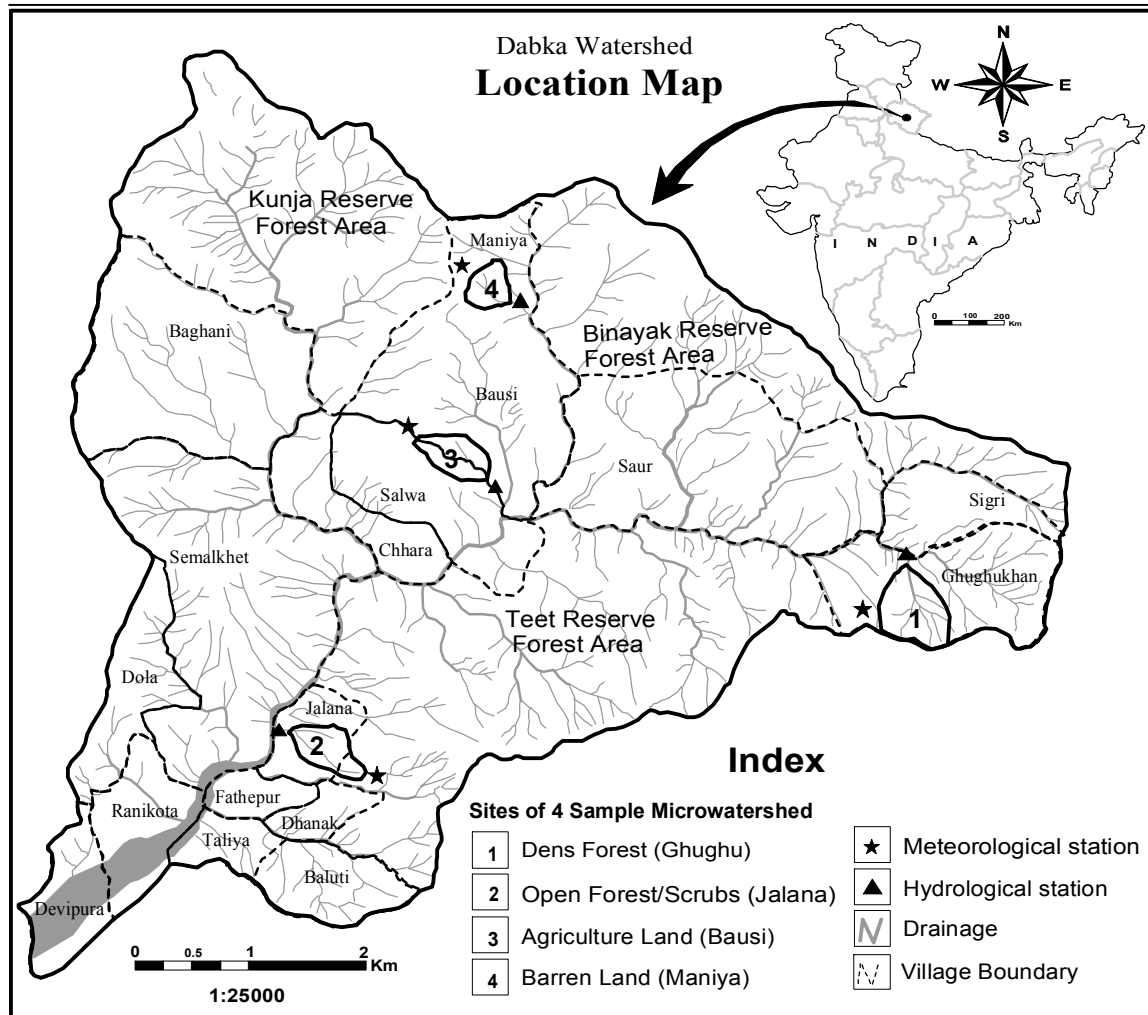 Dabka Watershed
Location Map
N
W
E
S
I N D I A
0 100 200
Km
Kunja Reserve
Forest Area
Maniya
4
Baghani
Binayak Reserve
Forest Area
Bausi
3
Saur
Salwa
Sigri
Chhara
Semalkhet
Ghughukhan
1
Teet Reserve
Forest Area
Dola
Jalana
2
Ranikota
Fathepur
Dhanak
Taliya
Baluti
Devipura
0 0.5 1 2
Km
1:25000
Index
Sites of 4 Sample Microwatershed
1 Dens Forest (Ghughu)
2 Open Forest/Scrubs (Jalana)
3 Agriculture Land (Bausi)
4 Barren Land (Maniya)
Meteorological station
Hydrological station
Drainage
Village Boundary